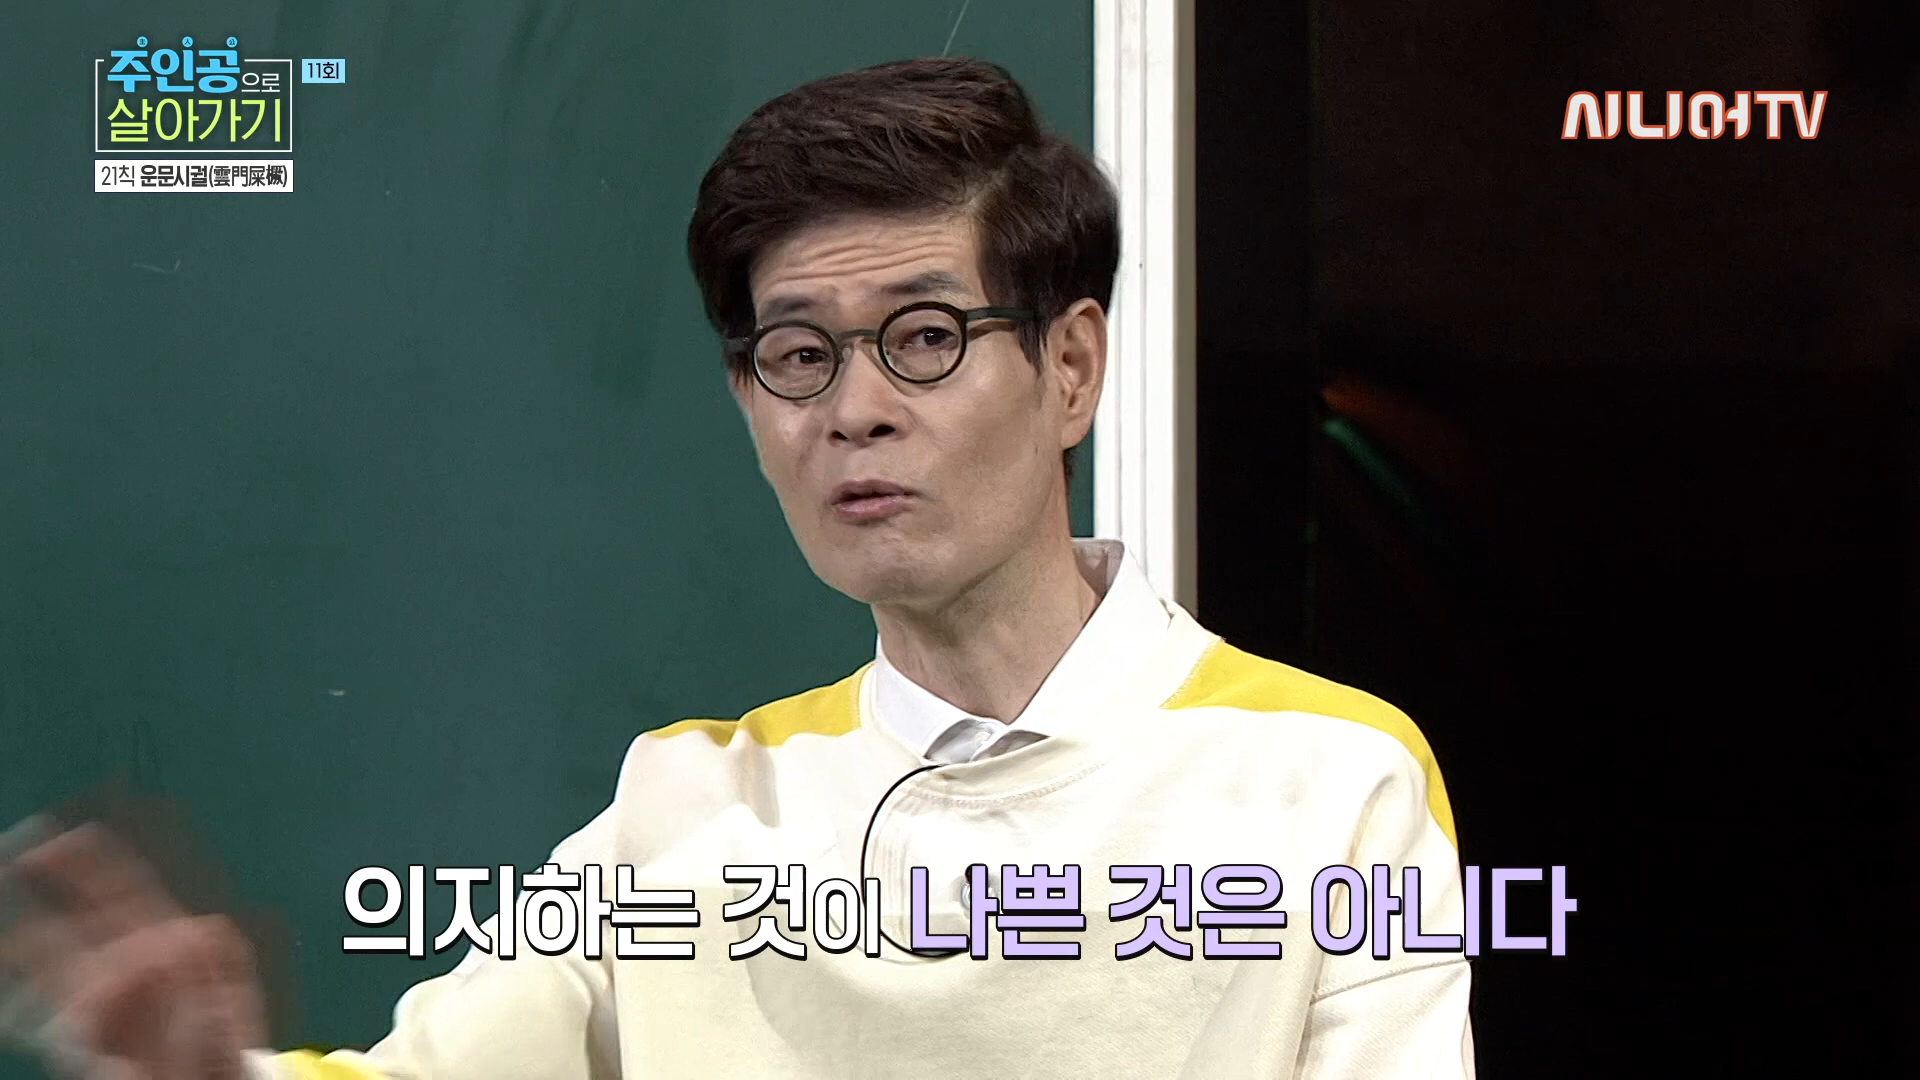 주인공으로
살아가기
11회
21칙 운문시궐(雲門屎橛)
시니어TV
의지하는 것이 나쁜 것은 아니다